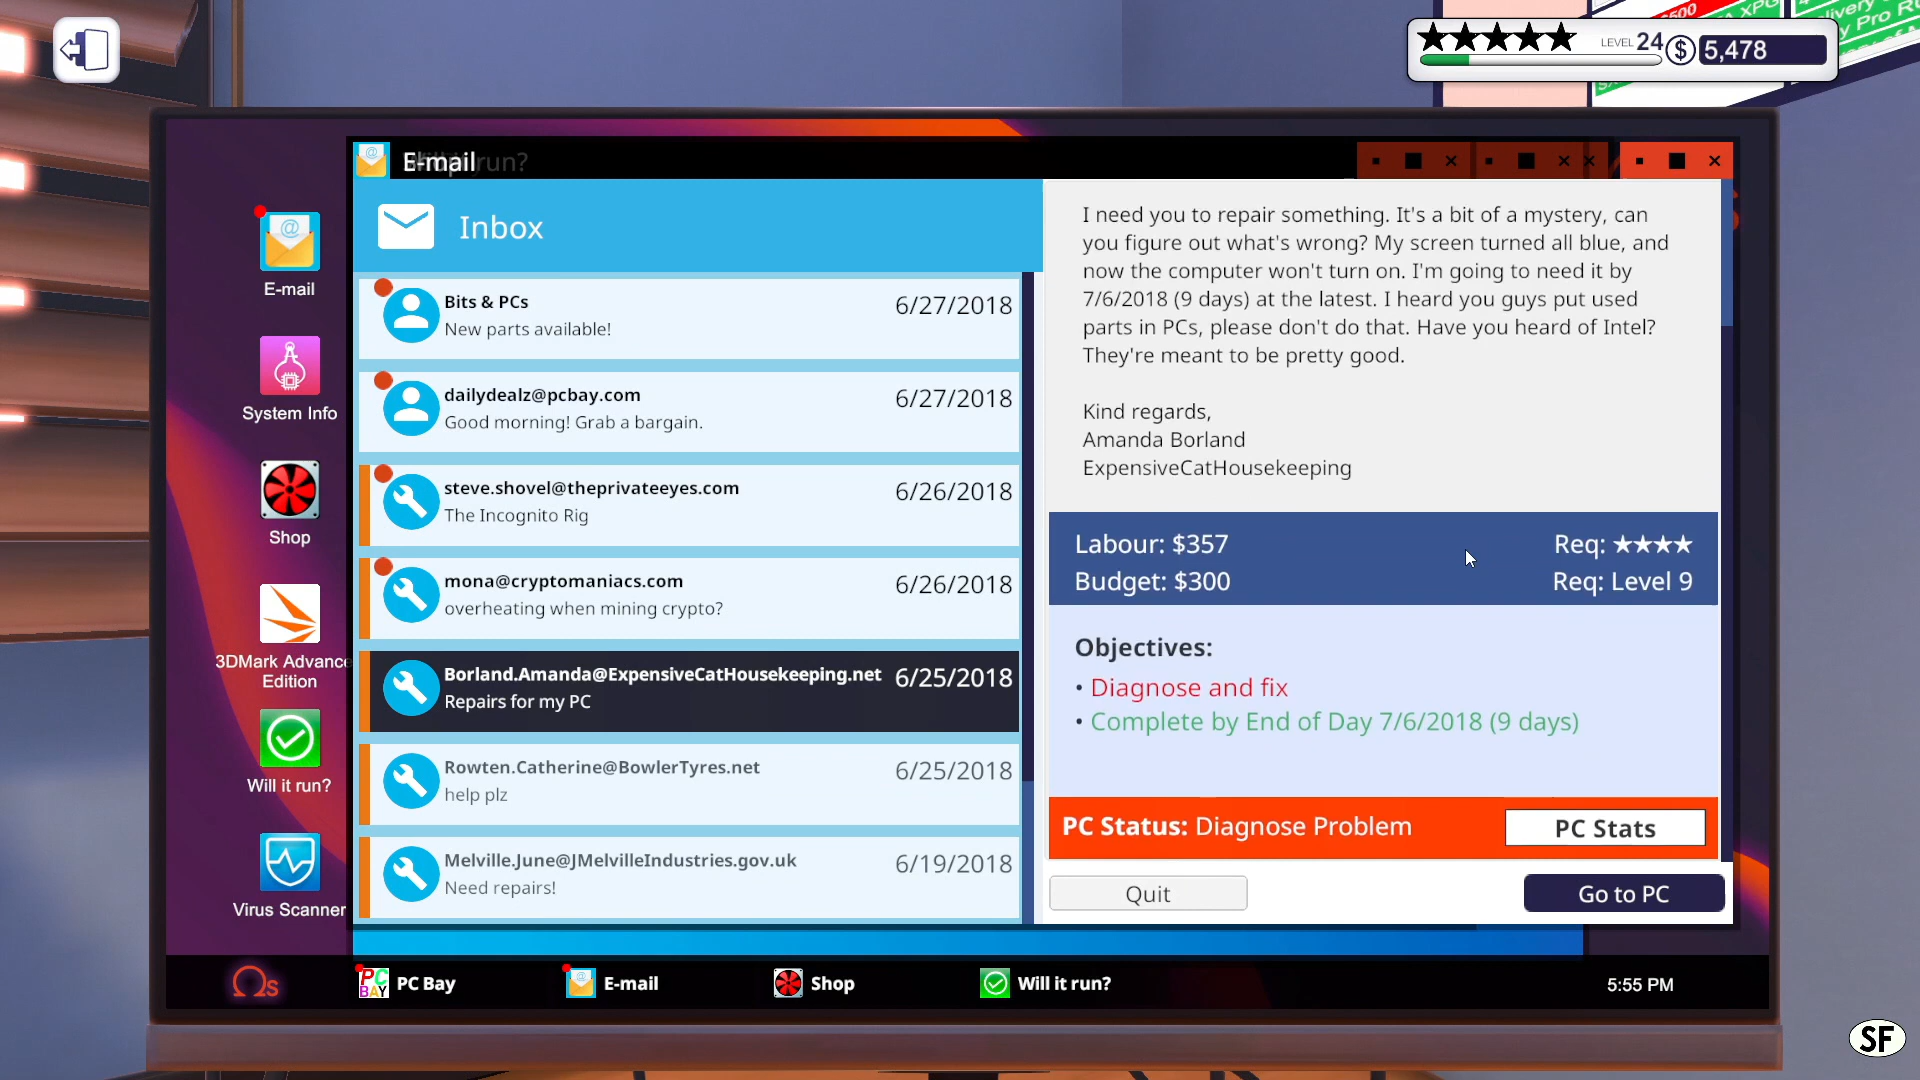 LEVEL 24
$ 5,478
E-mail
Inbox
Bits & PCs
6/27/2018
New parts available!
dailydealz@pcbay.com
6/27/2018
Good morning! Grab a bargain.
steve.shovel@theprivateeyes.com
6/26/2018
The Incognito Rig
mona@cryptomaniacs.com
6/26/2018
overheating when mining crypto?
Borland.Amanda@ExpensiveCatHousekeeping.net
6/25/2018
Repairs for my PC
Rowten.Catherine@BowlerTyres.net
6/25/2018
help plz
Melville.June@JMelvilleIndustries.gov.uk
6/19/2018
Need repairs!
I need you to repair something. It's a bit of a mystery, can
you figure out what's wrong? My screen turned all blue, and
now the computer won't turn on. I'm going to need it by
7/6/2018 (9 days) at the latest. I heard you guys put used
parts in PCs, please don't do that. Have you heard of Intel?
They're meant to be pretty good.
Kind regards,
Amanda Borland
ExpensiveCatHousekeeping
Labour: $357
Req: ★★★★
Budget: $300
Req: Level 9
Objectives:
• Diagnose and fix
• Complete by End of Day 7/6/2018 (9 days)
PC Status: Diagnose Problem
PC Stats
Quit
Go to PC
E-mail
System Info
Shop
3DMark Advance
Edition
Will it run?
Virus Scanner
Ωs
PC BAY
PC Bay
E-mail
Shop
Will it run?
5:55 PM
SF